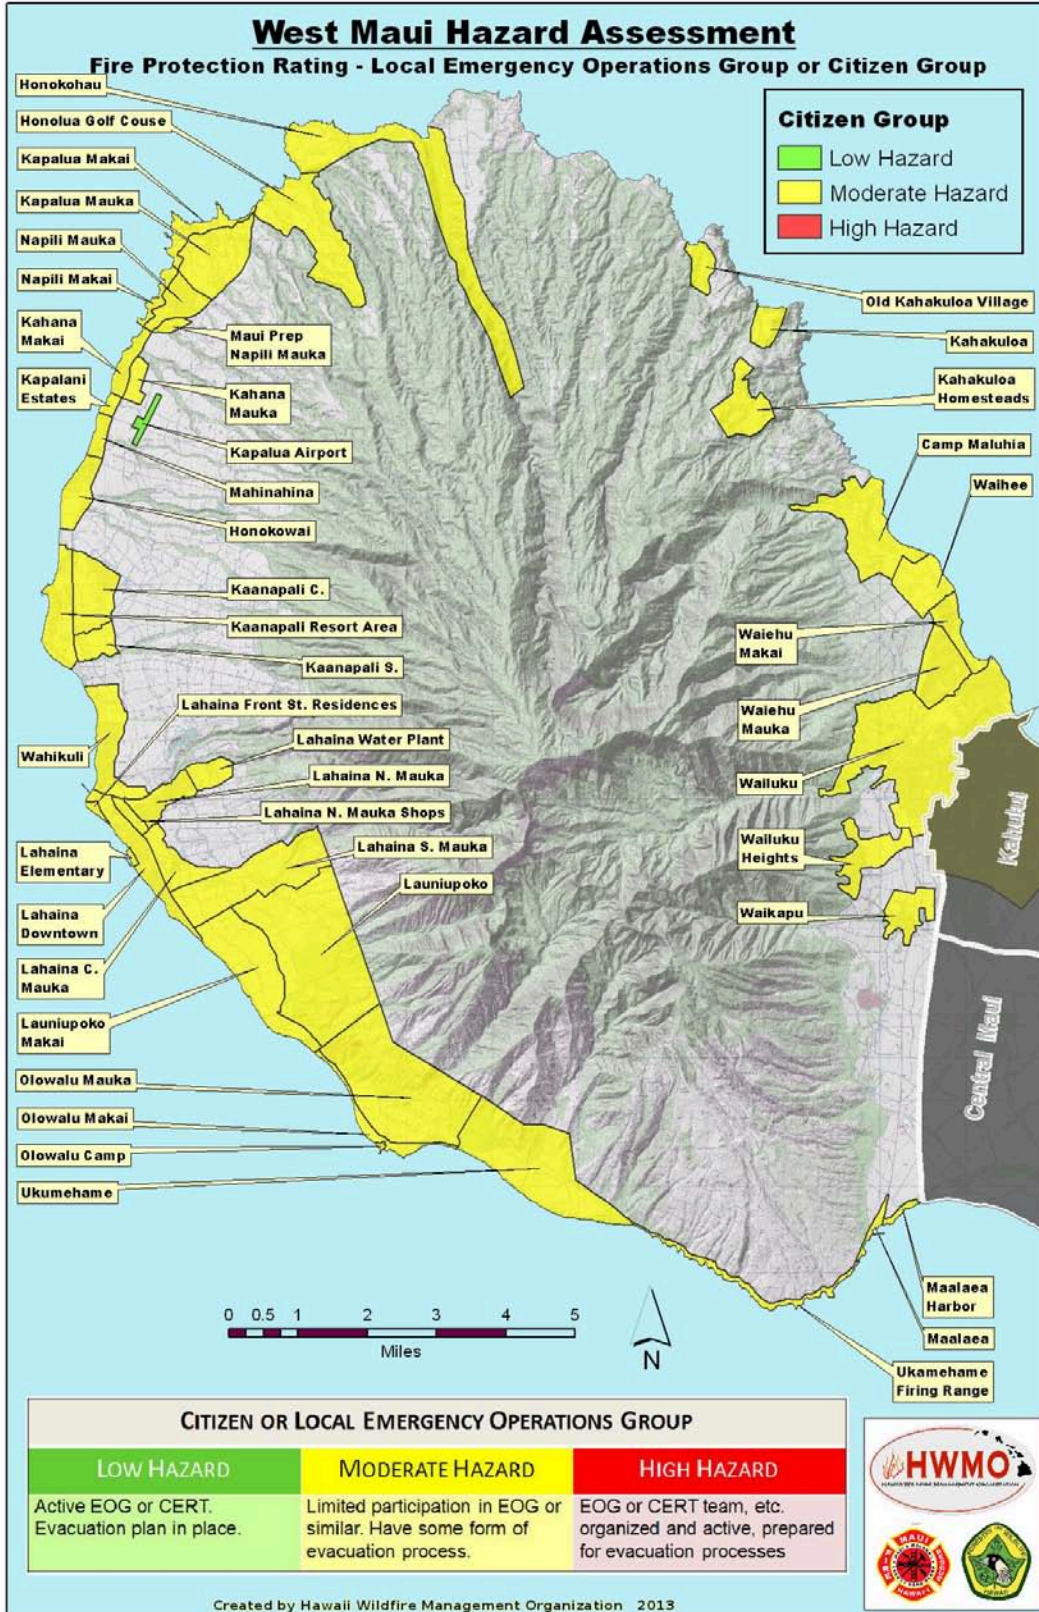 West Maui Hazard Assessment
Fire Protection Rating - Local Emergency Operations Group or Citizen Group
Citizen Group
Low Hazard
Moderate Hazard
High Hazard
Honokohau
Honolua Golf Couse
Kapalua Makai
Kapalua Mauka
Napili Mauka
Napili Makai
Kahana
Makai
Kapalani
Estates
Maui Prep
Napili Mauka
Kahana
Mauka
Kapalua Airport
Mahinahina
Honokowai
Kaanapali C.
Kaanapali Resort Area
Kaanapali S.
Lahaina Front St. Residences
Wahikuli
Lahaina Water Plant
Lahaina N. Mauka
Lahaina N. Mauka Shops
Lahaina
Elementary
Lahaina S. Mauka
Launiupoko
Lahaina
Downtown
Lahaina C.
Mauka
Launiupoko
Makai
Olowalu Mauka
Olowalu Makai
Olowalu Camp
Ukumehame
Old Kahakuloa Village
Kahakuloa
Kahakuloa
Homesteads
Camp Maluhia
Waihee
Waiehu
Makai
Waiehu
Mauka
Wailuku
Wailuku
Heights
Waikapu
Kahului
Central Maui
Maalaea
Harbor
Maalaea
Ukamehame
Firing Range
0 0.5 1 2 3 4 5
Miles
N
CITIZEN OR LOCAL EMERGENCY OPERATIONS GROUP
LOW HAZARD
MODERATE HAZARD
HIGH HAZARD
Active EOG or CERT.
Evacuation plan in place.
Limited participation in EOG or
similar. Have some form of
evacuation process.
EOG or CERT team, etc.
organized and active, prepared
for evacuation processes
HWMO
MAUI
HAWAII
Created by Hawaii Wildfire Management Organization 2013